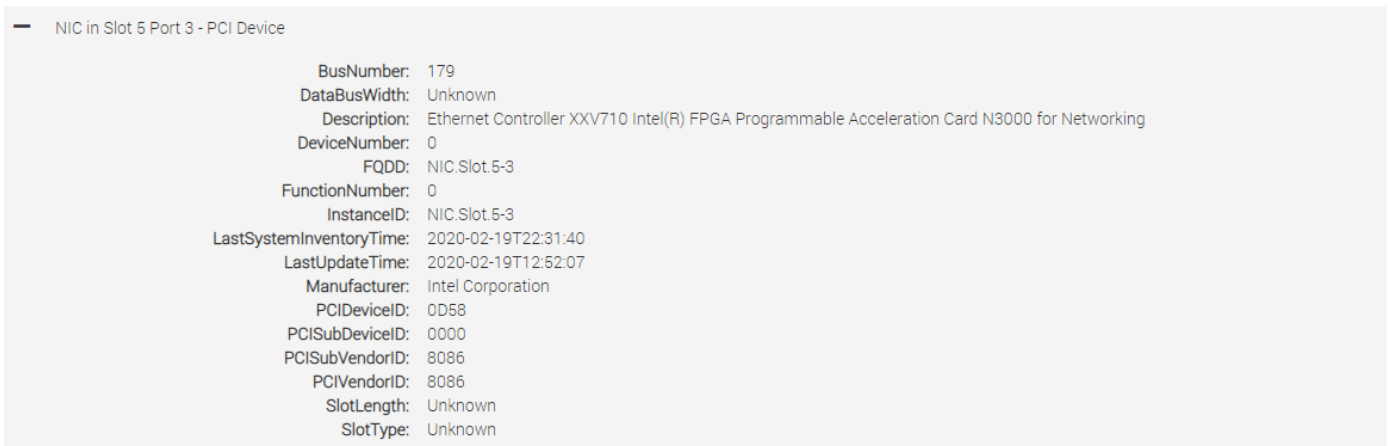 NIC in Slot 5 Port 3 - PCI Device
BusNumber: 179
DataBusWidth: Unknown
Description: Ethernet Controller XXV710 Intel(R) FPGA Programmable Acceleration Card N3000 for Networking
DeviceNumber: 0
FQDD: NIC.Slot.5-3
FunctionNumber: 0
InstanceID: NIC.Slot.5-3
LastSystemInventoryTime: 2020-02-19T22:31:40
LastUpdateTime: 2020-02-19T12:52:07
Manufacturer: Intel Corporation
PCIDeviceID: 0D58
PCISubDeviceID: 0000
PCISubVendorID: 8086
PCIVendorID: 8086
SlotLength: Unknown
SlotType: Unknown